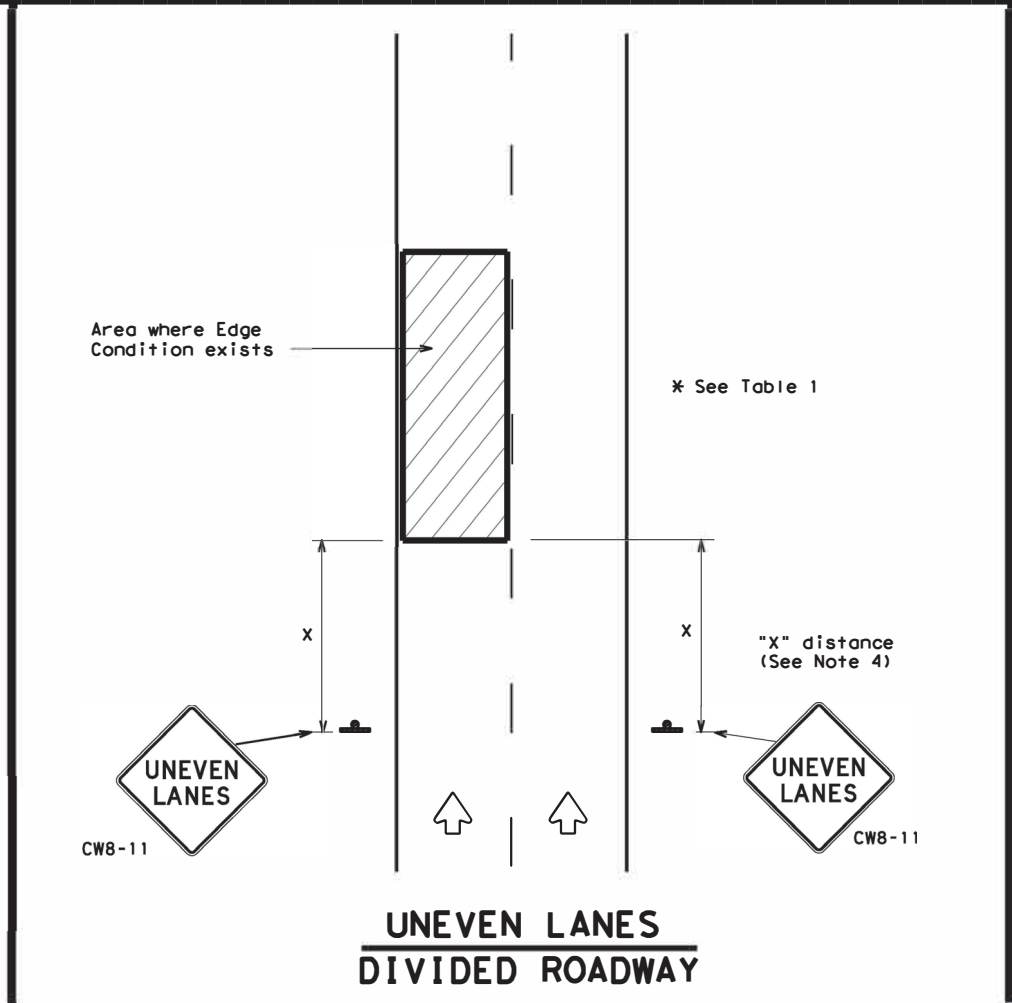 Area where Edge
Condition exists
* See Table 1
X
X
"X" distance
(See Note 4)
UNEVEN
LANES
CW8-11
UNEVEN
LANES
CW8-11
UNEVEN LANES
DIVIDED ROADWAY